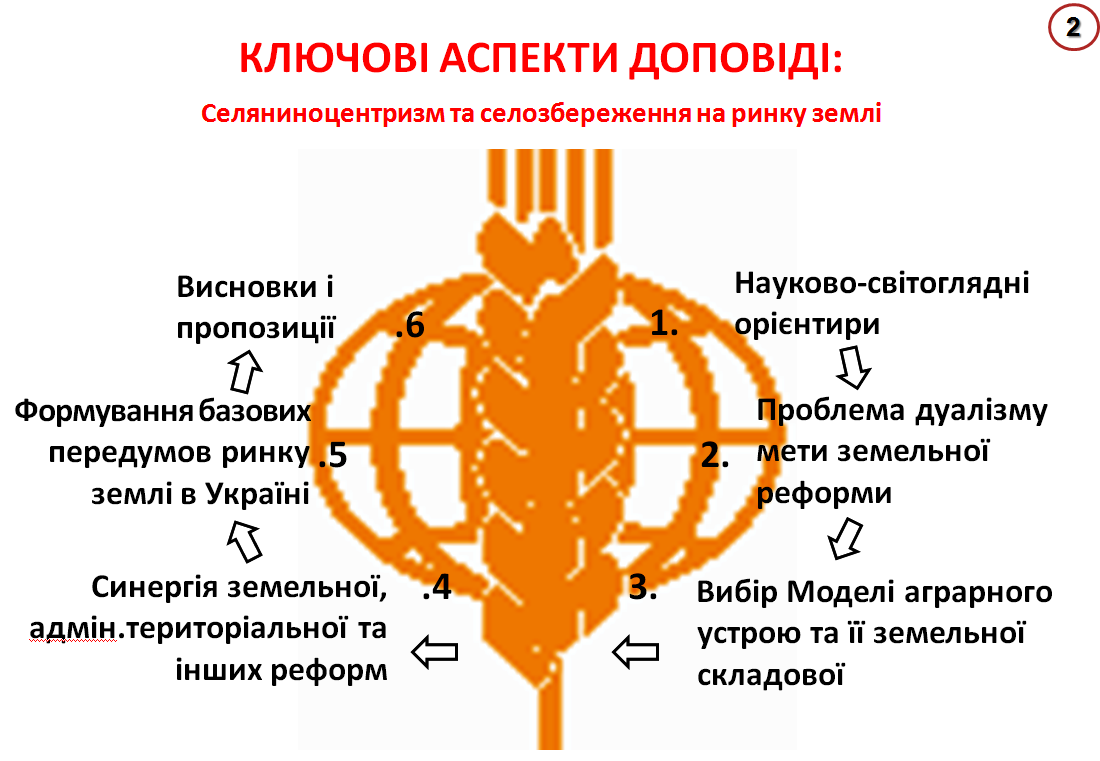 2
КЛЮЧОВІ АСПЕКТИ ДОПОВІДІ:
Селяниноцентризм та селозбереження на ринку землі
1.
Науково-світоглядні
орієнтири
2.
Проблема дуалізму
мети земельної
реформи
3.
Вибір Моделі аграрного
устрою та її земельної
складової
.4
Синергія земельної,
адмін.територіальної та
інших реформ
.5
Формування базових
передумов ринку
землі в Україні
.6
Висновки і
пропозиції